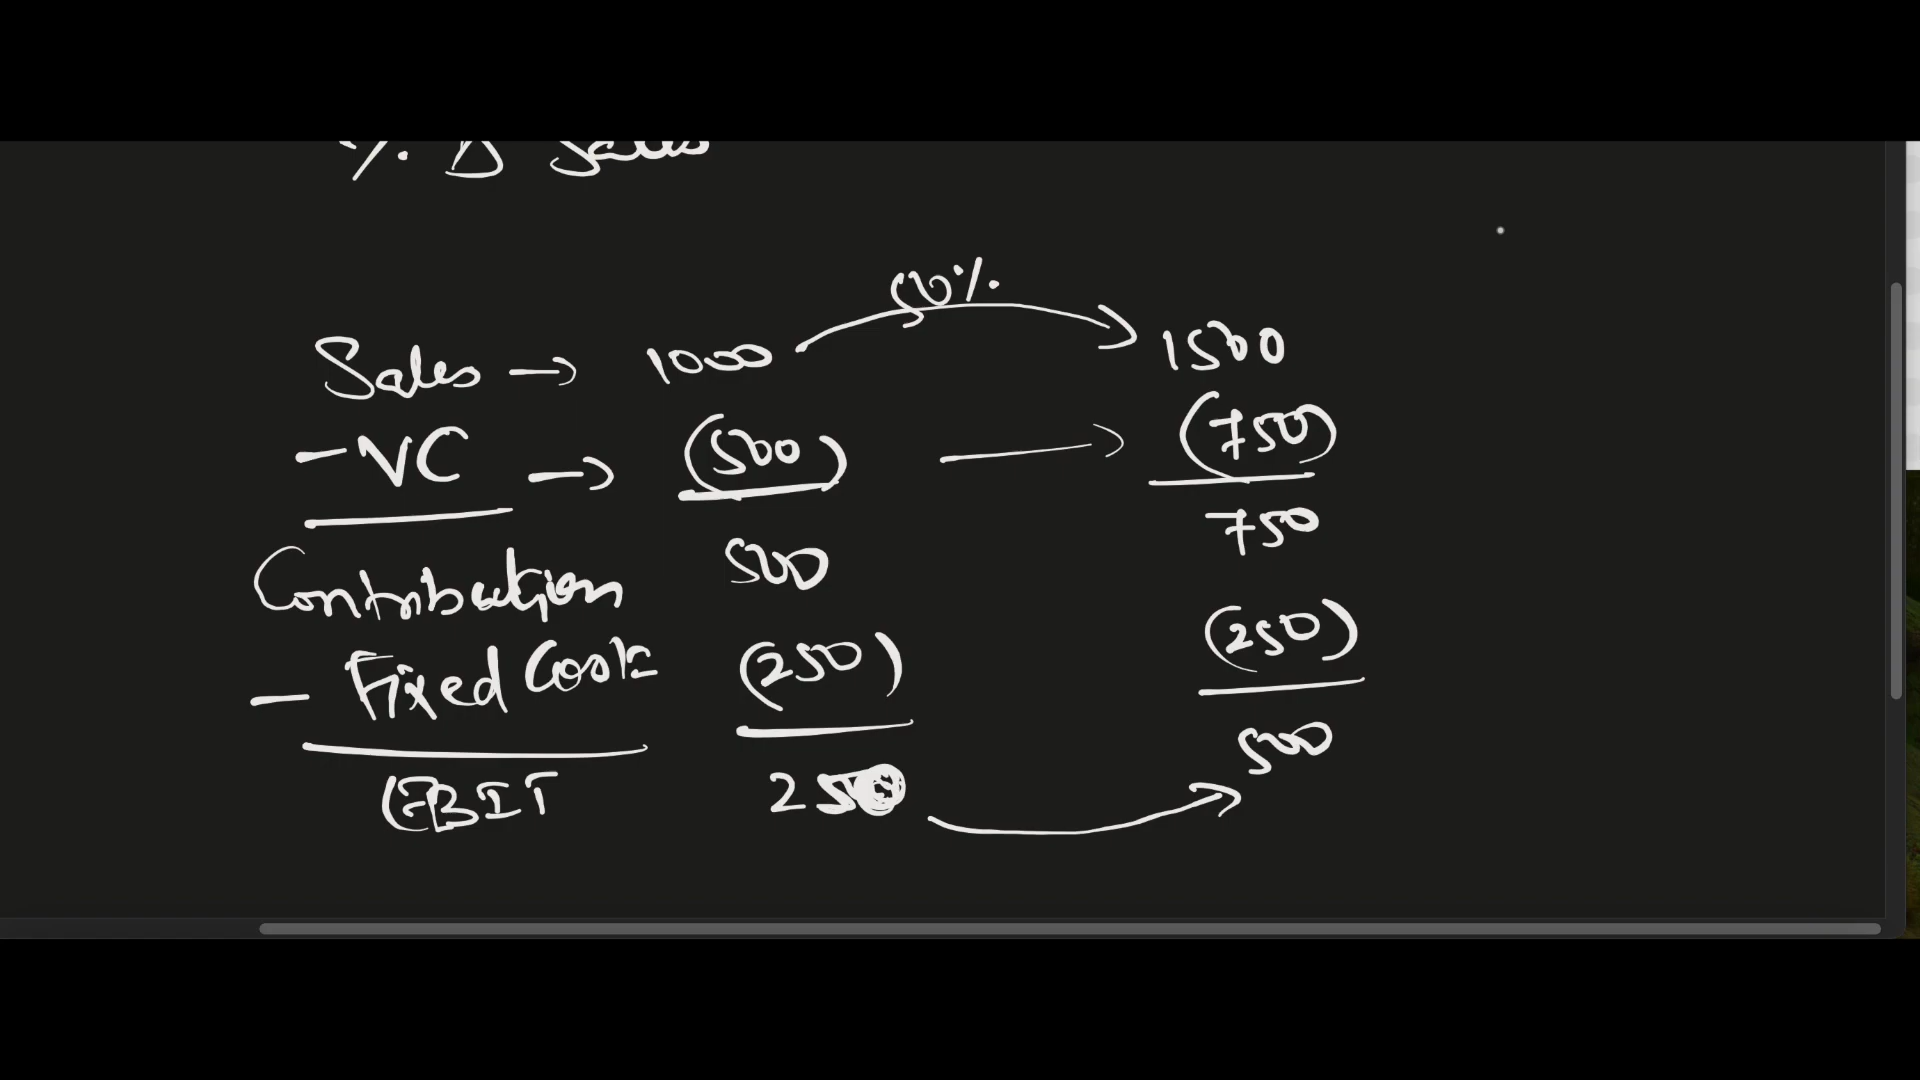 % Δ Sales
50%
Sales → 1000 1500
- VC → (500) → (750)
Contribution 500 750
- Fixed Costs (250) (250)
EBIT 250 500